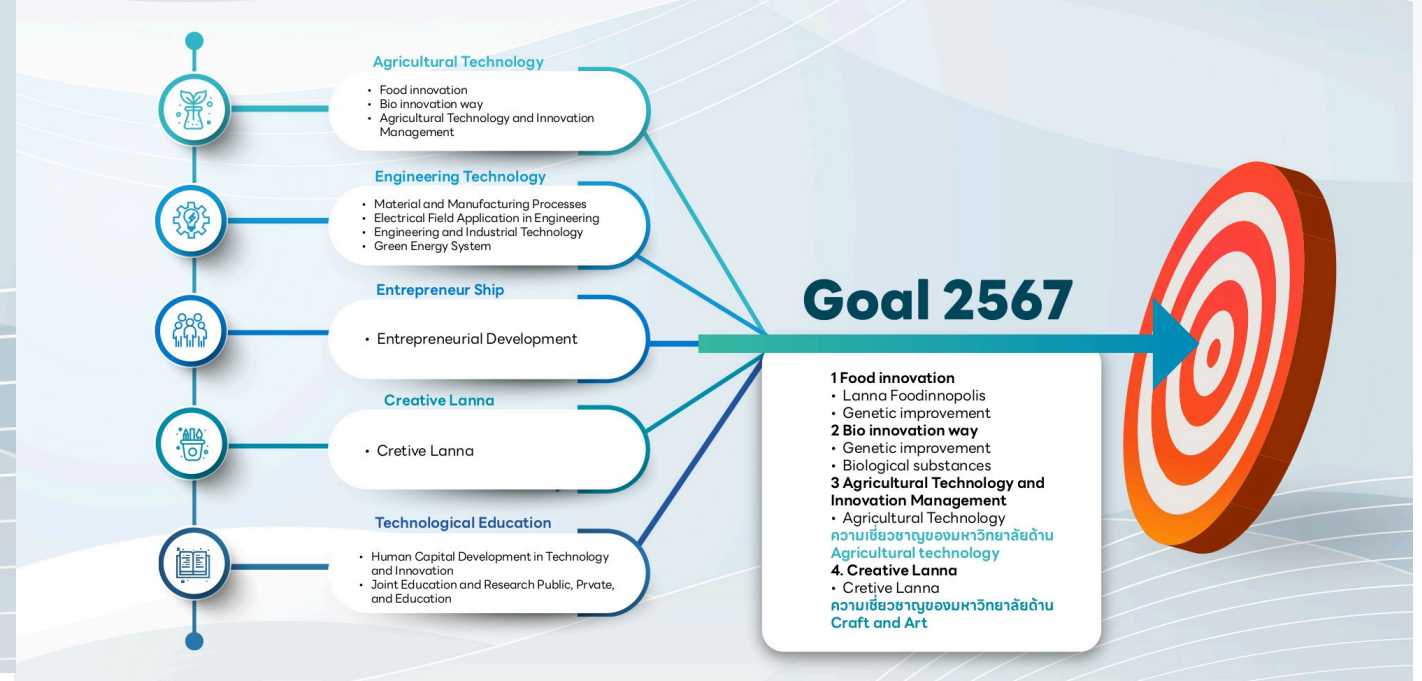 Agricultural Technology
• Food innovation
• Bio innovation way
• Agricultural Technology and Innovation
Management
Engineering Technology
• Material and Manufacturing Processes
• Electrical Field Application in Engineering
• Engineering and Industrial Technology
• Green Energy System
Entrepreneur Ship
• Entrepreneurial Development
Creative Lanna
• Cretive Lanna
Technological Education
• Human Capital Development in Technology
and Innovation
• Joint Education and Research Public, Prvate,
and Education
Goal 2567
1 Food innovation
• Lanna Foodinnopolis
• Genetic improvement
2 Bio innovation way
• Genetic improvement
• Biological substances
3 Agricultural Technology and
Innovation Management
• Agricultural Technology
ความเชี่ยวชาญของมหาวิทยาลัยด้าน
Agricultural technology
4. Creative Lanna
• Cretive Lanna
ความเชี่ยวชาญของมหาวิทยาลัยด้าน
Craft and Art